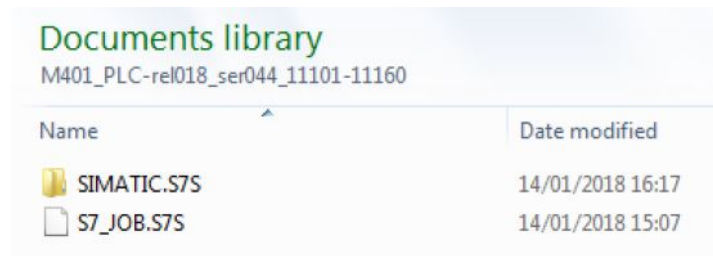 Documents library
M401_PLC-rel018_ser044_11101-11160
Name Date modified
SIMATIC.S7S 14/01/2018 16:17
S7_JOB.S7S 14/01/2018 15:07